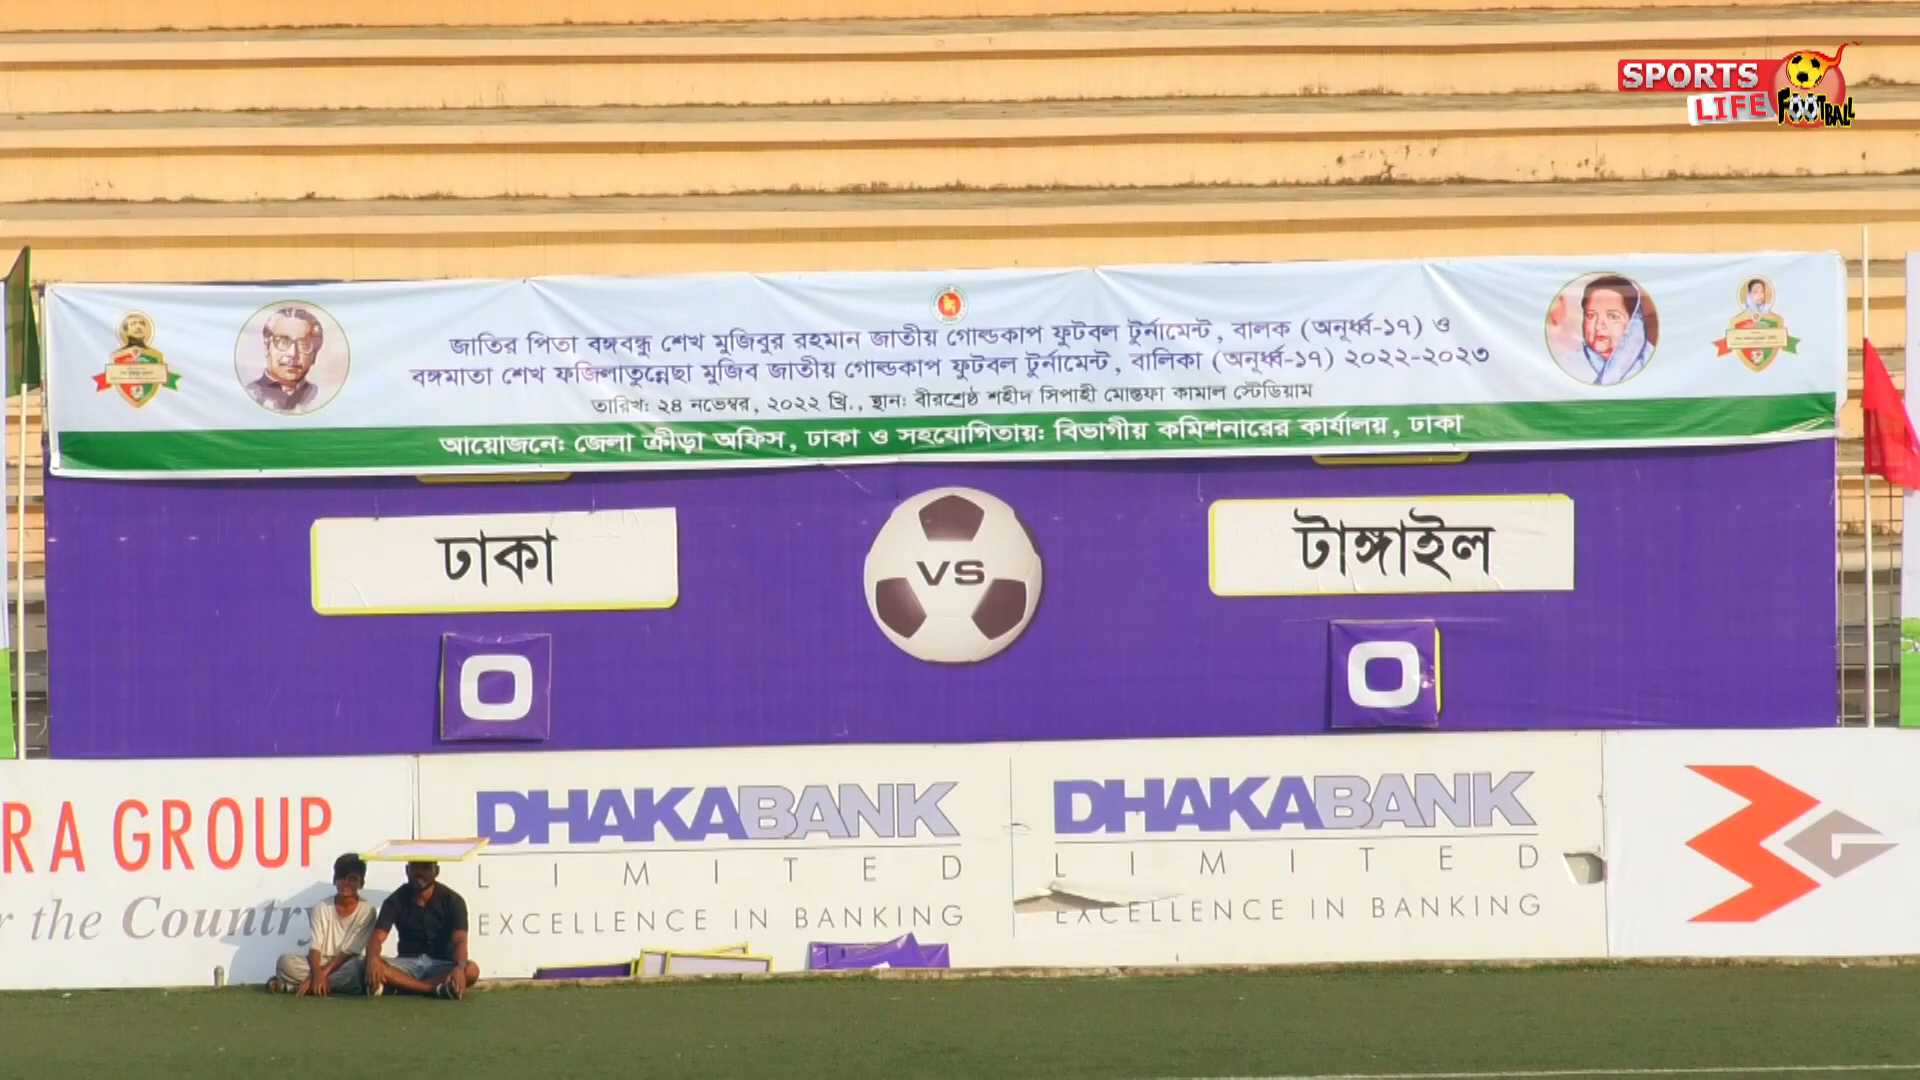 SPORTS
LIFE FOOTBALL
জাতির পিতা বঙ্গবন্ধু শেখ মুজিবুর রহমান জাতীয় গোল্ডকাপ ফুটবল টুর্নামেন্ট, বালক (অনূর্ধ্ব-১৭) ও
বঙ্গমাতা শেখ ফজিলাতুন্নেছা মুজিব জাতীয় গোল্ডকাপ ফুটবল টুর্নামেন্ট, বালিকা (অনূর্ধ্ব-১৭) ২০২২-২০২৩
তারিখ: ২৪ নভেম্বর, ২০২২ খ্রি., স্থান: বীরশ্রেষ্ঠ শহীদ সিপাহী মোস্তফা কামাল স্টেডিয়াম
আয়োজনে: জেলা ক্রীড়া অফিস, ঢাকা ও সহযোগিতায়: বিভাগীয় কমিশনারের কার্যালয়, ঢাকা
ঢাকা VS টাঙ্গাইল
0 0
RA GROUP
r the Country
DHAKABANK
LIMITED
EXCELLENCE IN BANKING
DHAKABANK
LIMITED
EXCELLENCE IN BANKING